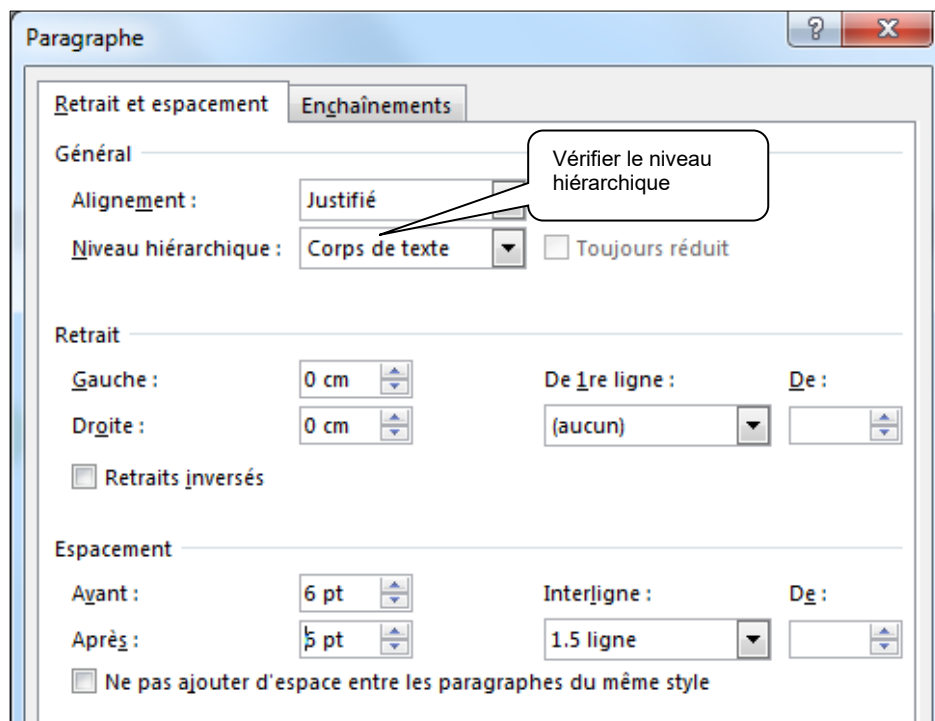 Paragraphe
Retrait et espacement Enchaînements
Général
Vérifier le niveau
hiérarchique
Alignement : Justifié
Niveau hiérarchique : Corps de texte Toujours réduit
Retrait
Gauche : 0 cm De 1re ligne : De :
Droite : 0 cm (aucun)
Retraits inversés
Espacement
Avant : 6 pt Interligne : De :
Après : pt 1.5 ligne
Ne pas ajouter d'espace entre les paragraphes du même style